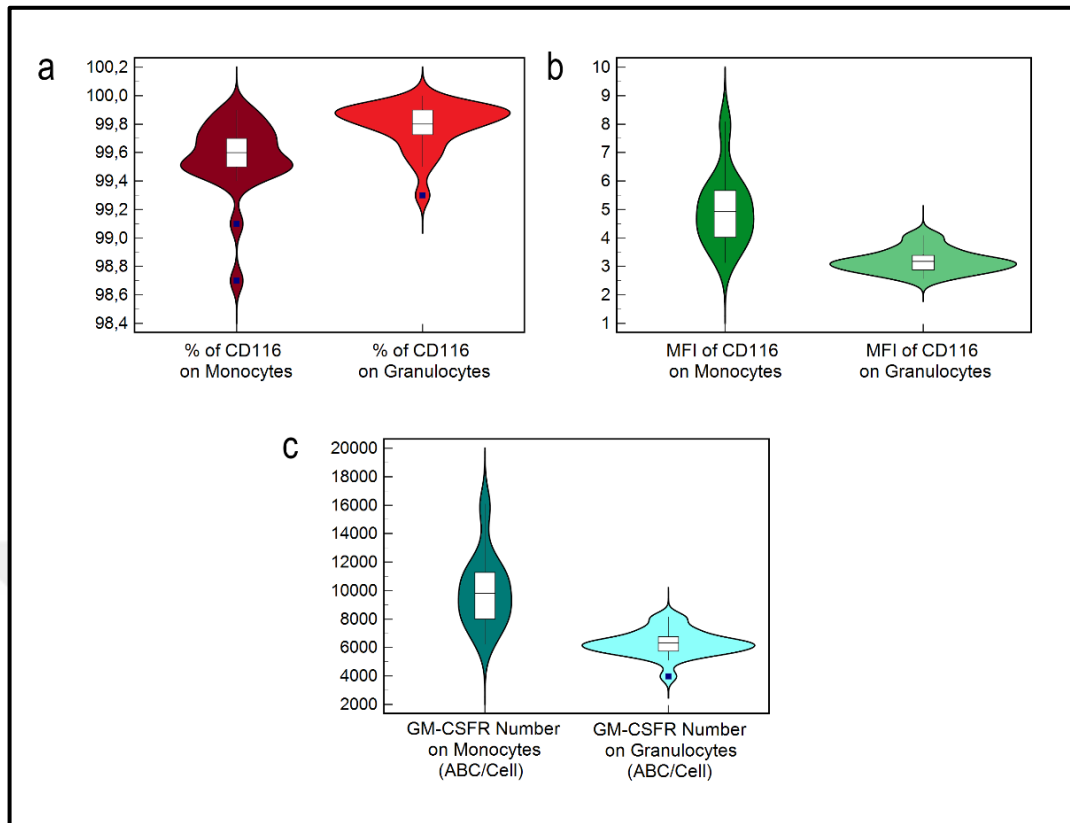 a
100,2
100,0
99,8
99,6
99,4
99,2
99,0
98,8
98,6
98,4
% of CD116
on Monocytes
% of CD116
on Granulocytes
b
10
9
8
7
6
5
4
3
2
1
MFI of CD116
on Monocytes
MFI of CD116
on Granulocytes
c
20000
18000
16000
14000
12000
10000
8000
6000
4000
2000
GM-CSFR Number
on Monocytes
(ABC/Cell)
GM-CSFR Number
on Granulocytes
(ABC/Cell)